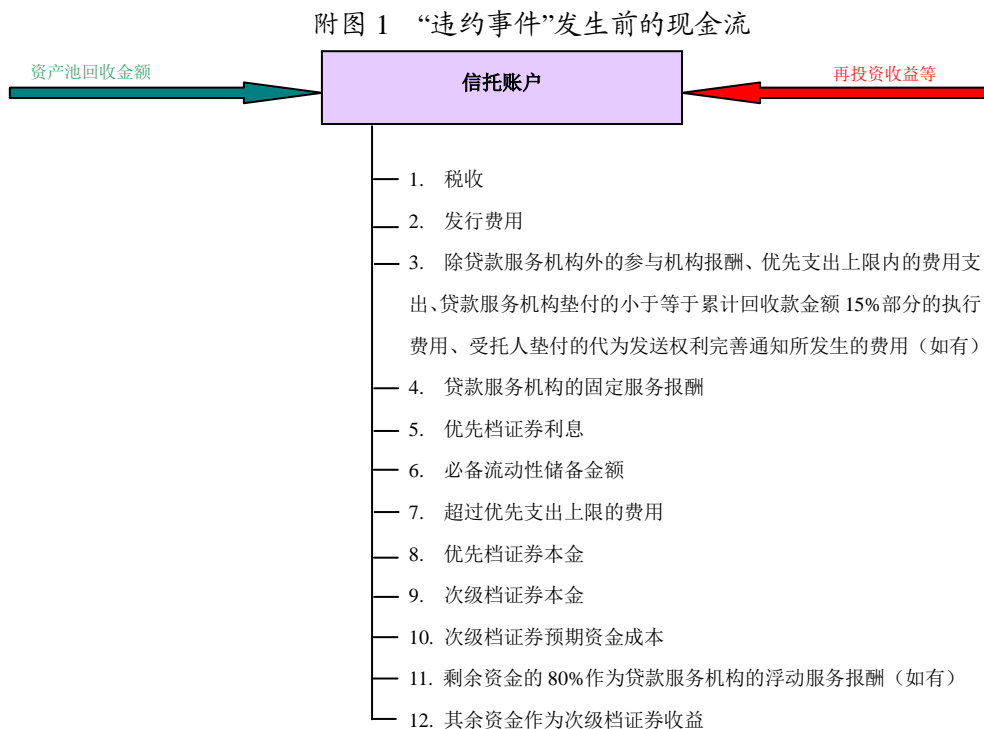 附图 1 “违约事件”发生前的现金流
资产池回收金额
信托账户
再投资收益等
1. 税收
2. 发行费用
3. 除贷款服务机构外的参与机构报酬、优先支出上限内的费用支
出、贷款服务机构垫付的小于等于累计回收款金额 15%部分的执行
费用、受托人垫付的代为发送权利完善通知所发生的费用（如有）
4. 贷款服务机构的固定服务报酬
5. 优先档证券利息
6. 必备流动性储备金额
7. 超过优先支出上限的费用
8. 优先档证券本金
9. 次级档证券本金
10. 次级档证券预期资金成本
11. 剩余资金的 80%作为贷款服务机构的浮动服务报酬（如有）
12. 其余资金作为次级档证券收益